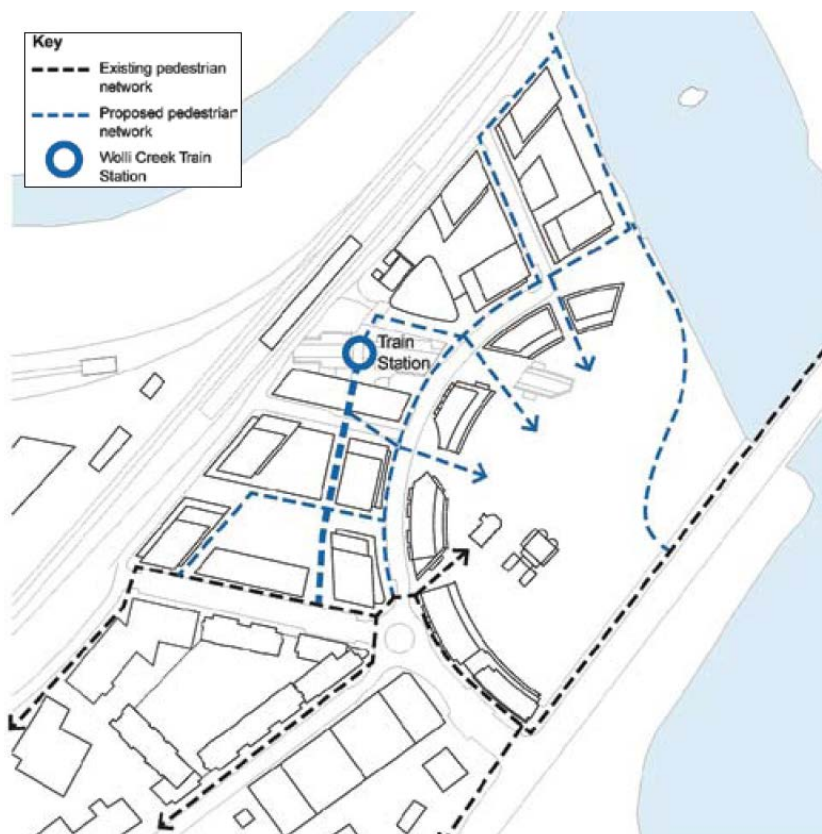 Key
Existing pedestrian
network
Proposed pedestrian
network
Wolli Creek Train
Station
Train
Station